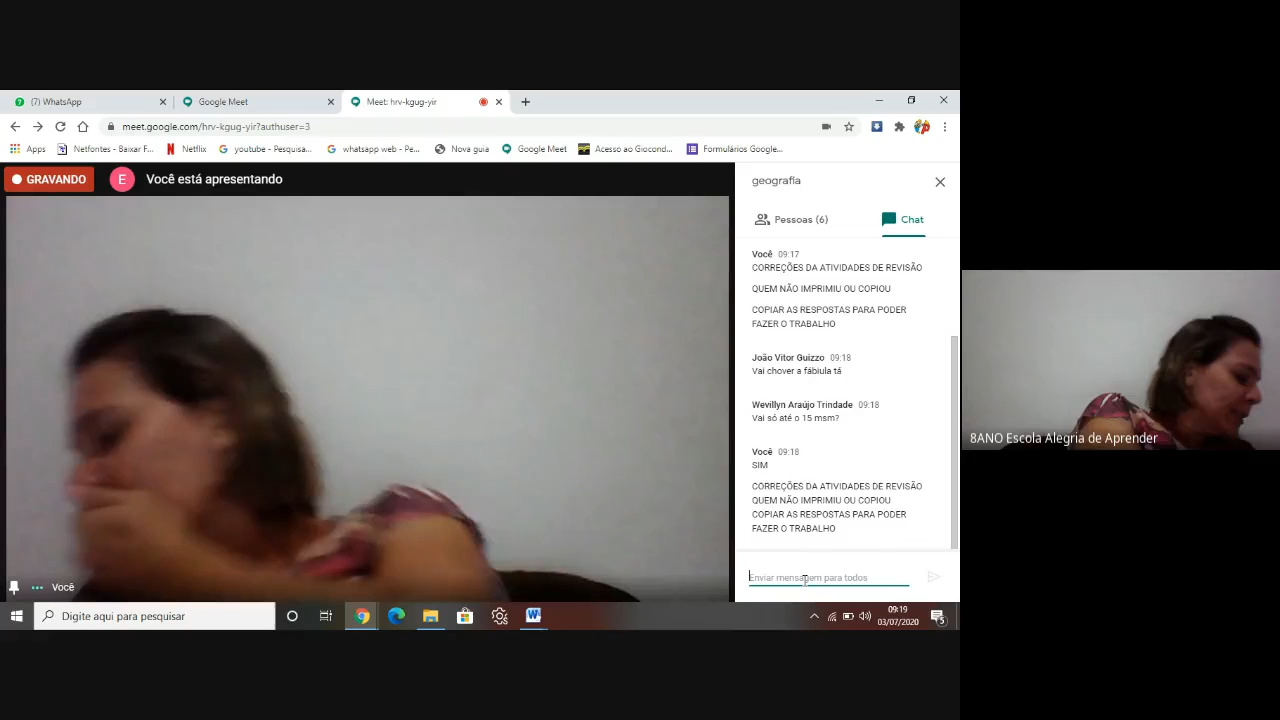 (7) WhatsApp
Google Meet
Meet: hrv-kgug-yir
meet.google.com/hrv-kgug-yir?authuser=3
Apps
Netfontes - Baixar F...
Netflix
youtube - Pesquisa...
whatsapp web - Pe...
Nova guia
Google Meet
Acesso ao Giocond...
Formulários Google...
GRAVANDO
E
Você está apresentando
geografia
Pessoas (6)
Chat
Você 09:17
CORREÇÕES DA ATIVIDADES DE REVISÃO
QUEM NÃO IMPRIMIU OU COPIOU
COPIAR AS RESPOSTAS PARA PODER
FAZER O TRABALHO
João Vitor Guizzo 09:18
Vai chover a fábiula tá
Wevillyn Araújo Trindade 09:18
Vai só até o 15 msm?
Você 09:18
SIM
CORREÇÕES DA ATIVIDADES DE REVISÃO
QUEM NÃO IMPRIMIU OU COPIOU
COPIAR AS RESPOSTAS PARA PODER
FAZER O TRABALHO
Enviar mensagem para todos
Você
8ANO Escola Alegria de Aprender
Digite aqui para pesquisar
09:19
03/07/2020
5